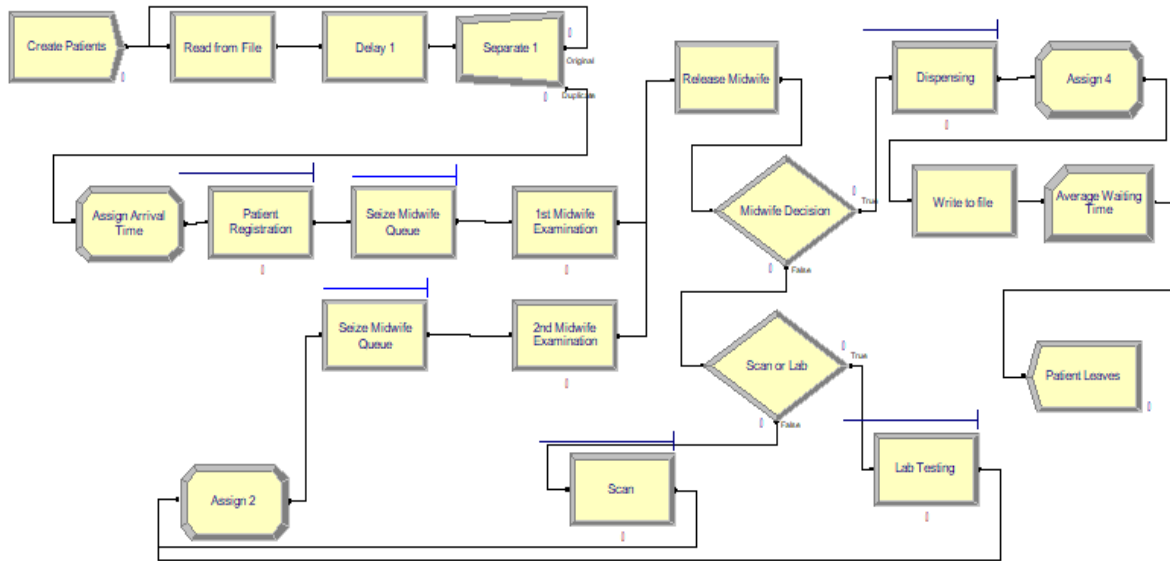 Create Patients
Read from File
Delay 1
Separate 1
Original
Duplicate
Release Midwife
Dispensing
Assign 4
Assign Arrival
Time
Patient
Registration
Seize Midwife
Queue
1st Midwife
Examination
Midwife Decision
True
False
Write to file
Average Waiting
Time
Seize Midwife
Queue
2nd Midwife
Examination
Scan or Lab
True
False
Patient Leaves
Assign 2
Scan
Lab Testing